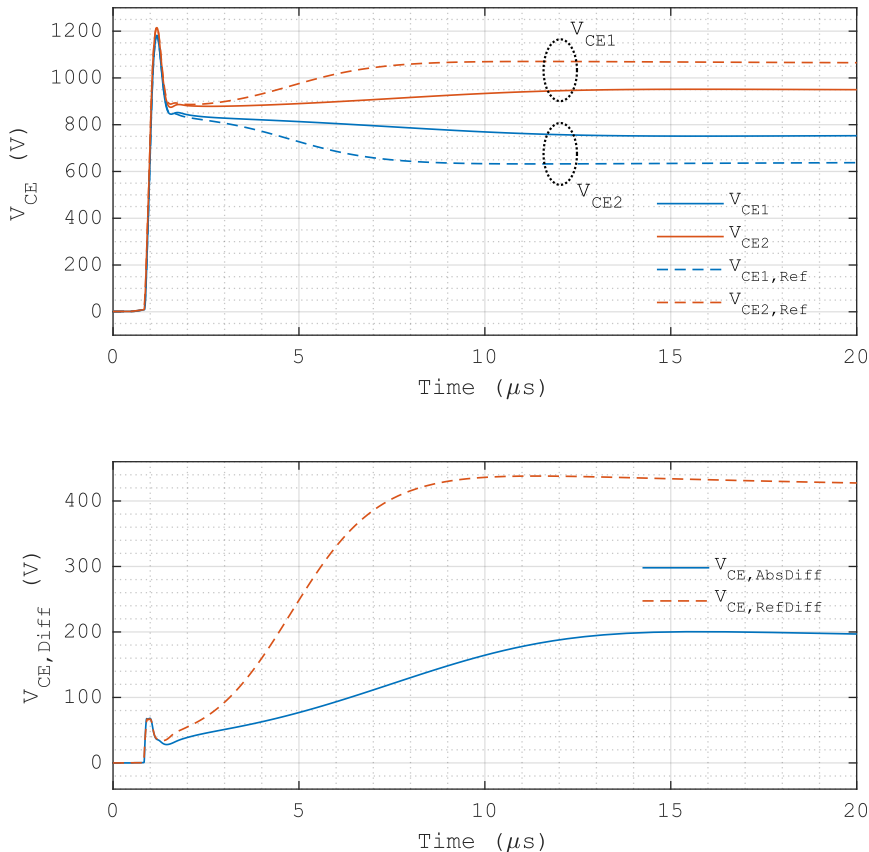 1200
1000
800
600
400
200
0
V_CE (V)
V_CE1
V_CE2
V_CE1
V_CE2
V_CE1,Ref
V_CE2,Ref
0 5 10 15 20
Time (μs)
400
300
200
100
0
V_CE,Diff (V)
V_CE,AbsDiff
V_CE,RefDiff
0 5 10 15 20
Time (μs)